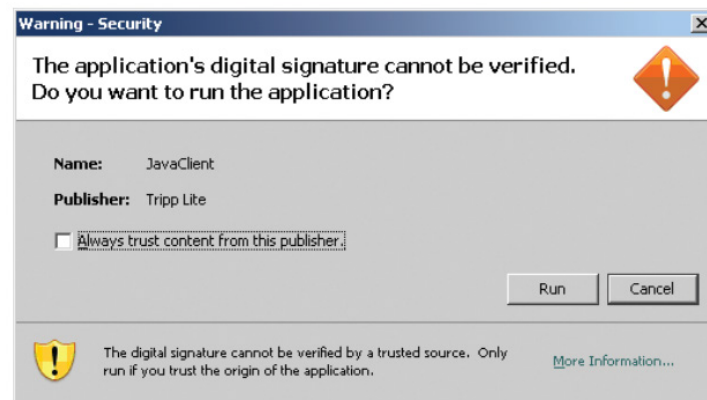 Warning - Security
The application's digital signature cannot be verified.
Do you want to run the application?
Name: JavaClient
Publisher: Tripp Lite
Always trust content from this publisher.
Run Cancel
The digital signature cannot be verified by a trusted source. Only
run if you trust the origin of the application.
More Information...